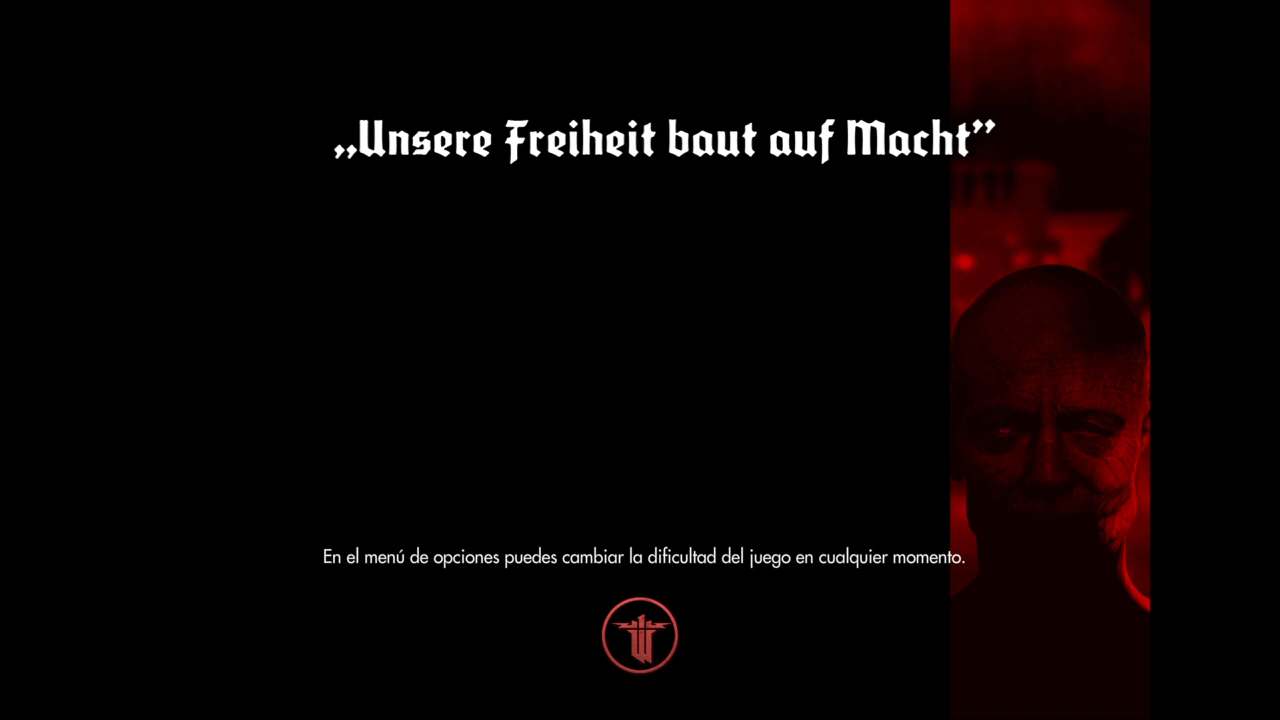 „Unsere Freiheit baut auf Macht”
En el menú de opciones puedes cambiar la dificultad del juego en cualquier momento.